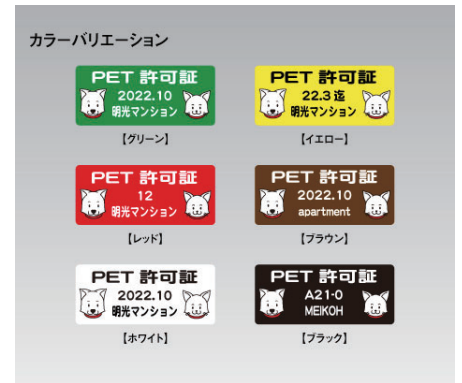 カラーバリエーション
PET 許可証
2022.10
明光マンション
【グリーン】
PET 許可証
22.3 迄
明光マンション
【イエロー】
PET 許可証
12
明光マンション
【レッド】
PET 許可証
2022.10
apartment
【ブラウン】
PET 許可証
2022.10
明光マンション
【ホワイト】
PET 許可証
A21-0
MEIKOH
【ブラック】